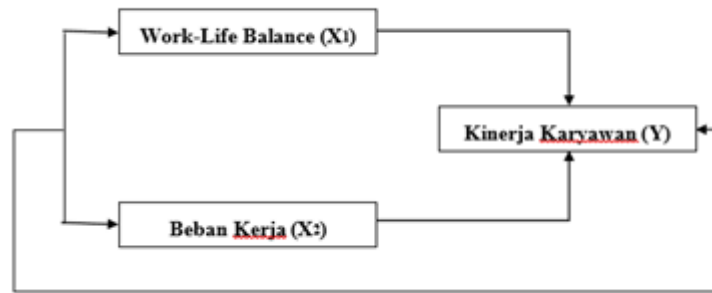 Work-Life Balance (X1)
Kinerja Karyawan (Y)
Beban Kerja (X2)